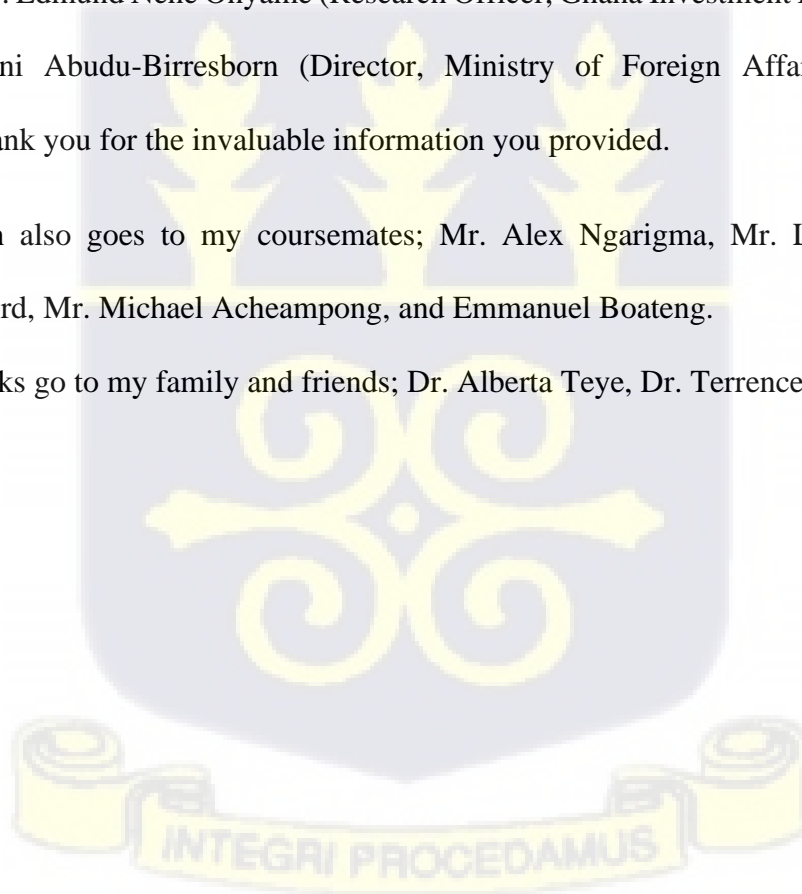 . Edmund Nene Onyame (Research Officer, Ghana Investment
ni Abudu-Birresborn (Director, Ministry of Foreign Affa
ank you for the invaluable information you provided.
also goes to my coursemates; Mr. Alex Ngarigma, Mr.
rd, Mr. Michael Acheampong, and Emmanuel Boateng.
ks go to my family and friends; Dr. Alberta Teye, Dr. Terrence
INTEGRI PROCEDAMUS